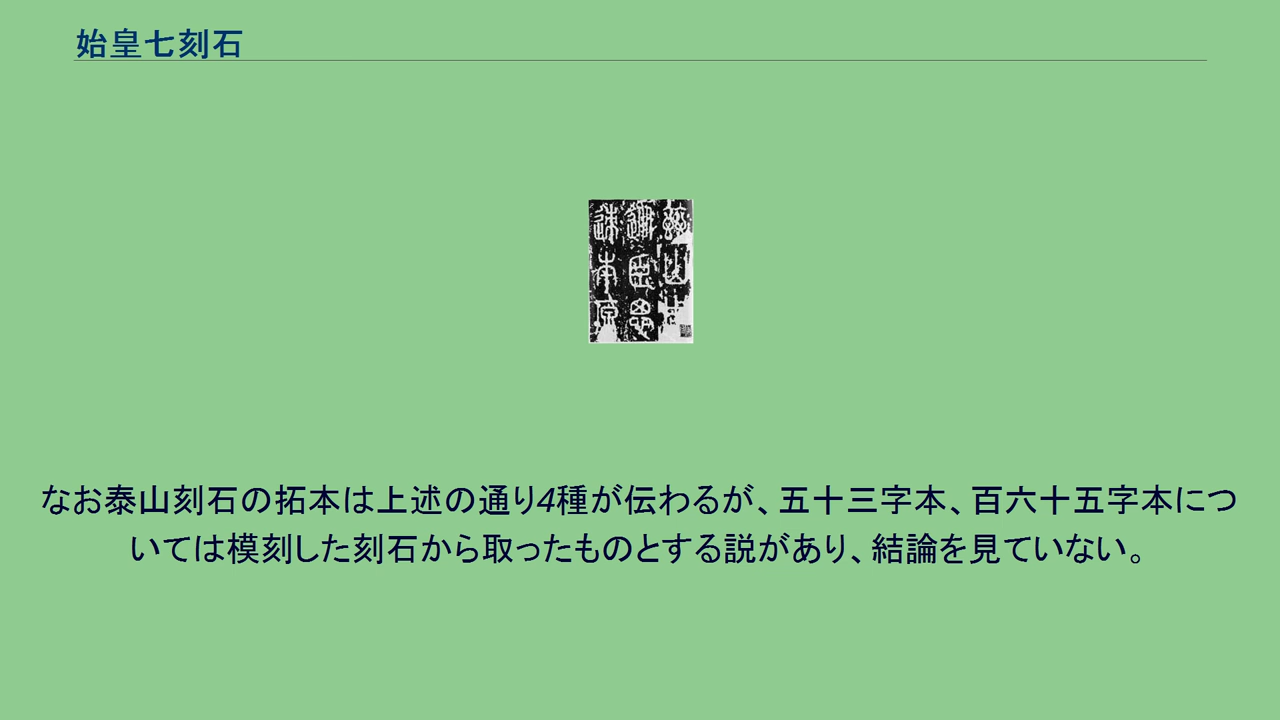 始皇七刻石
なお泰山刻石の拓本は上述の通り4種が伝わるが、五十三字本、百六十五字本につ
いては模刻した刻石から取ったものとする説があり、結論を見ていない。